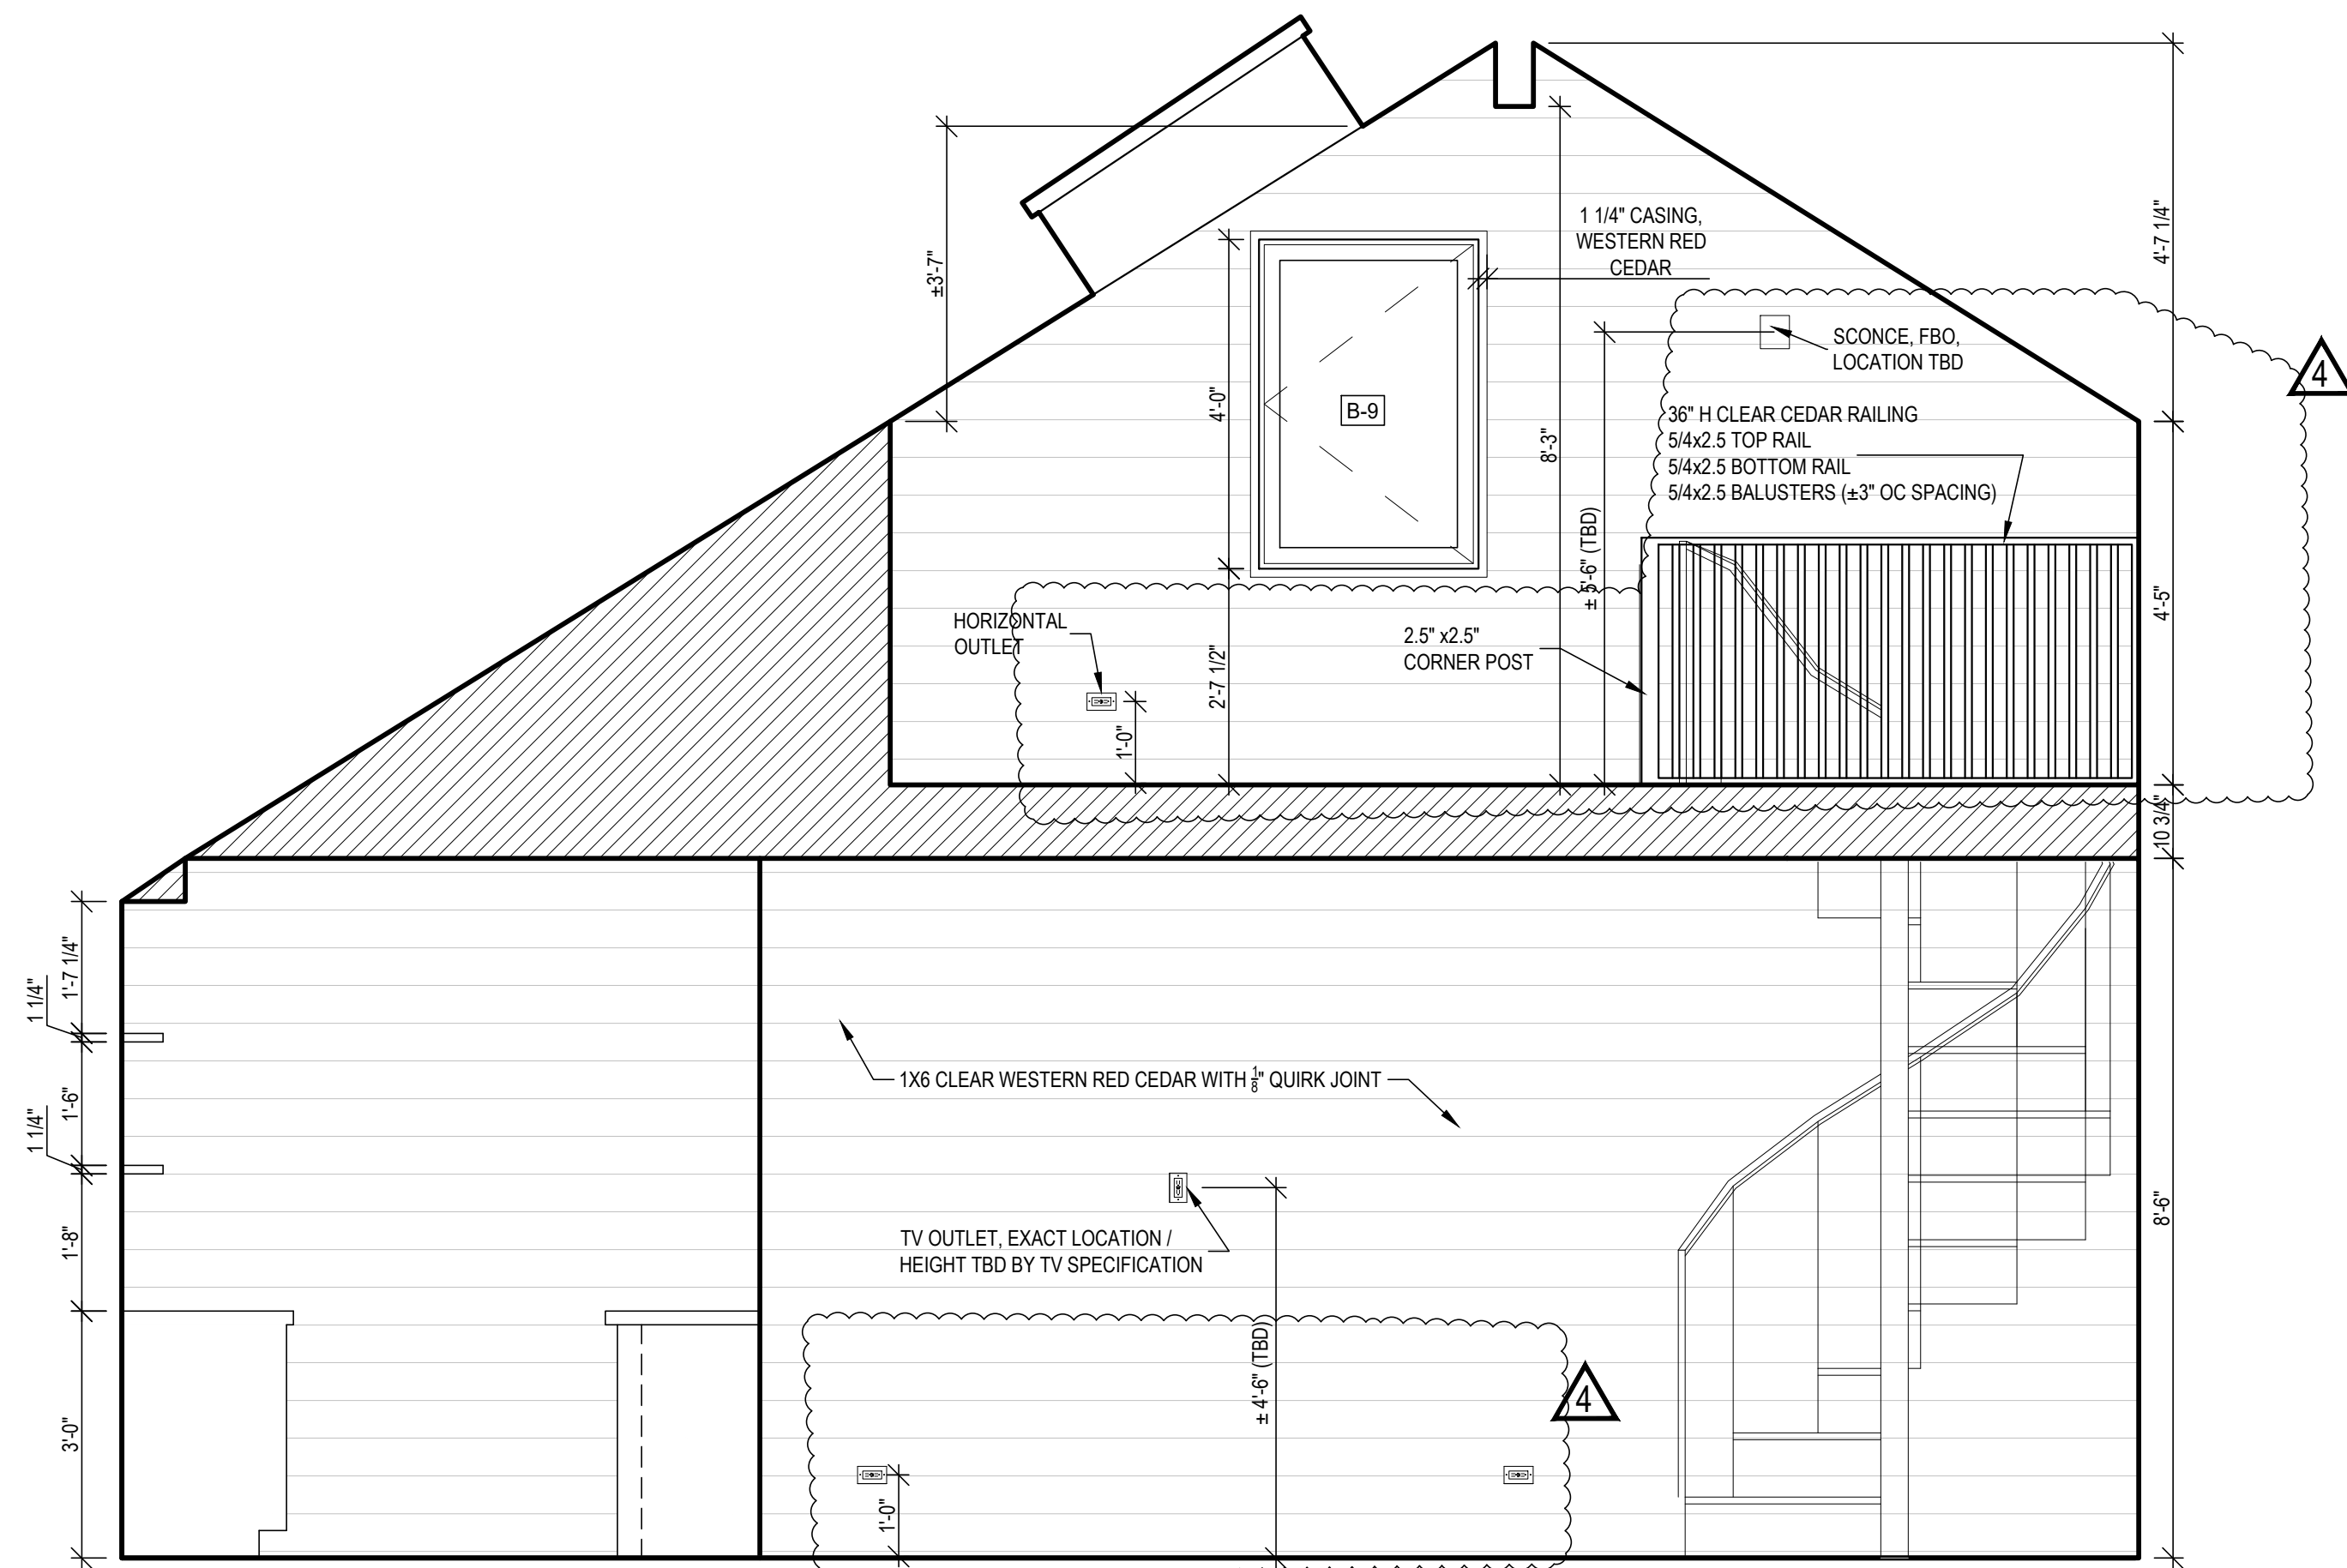 4'-7 1/4"
±3'-7"
1 1/4" CASING,
WESTERN RED
CEDAR
SCONCE, FBO,
LOCATION TBD
4
4'-0"
B-9
8'-3"
36" H CLEAR CEDAR RAILING
5/4x2.5 TOP RAIL
5/4x2.5 BOTTOM RAIL
5/4x2.5 BALUSTERS (±3" OC SPACING)
± 5'-6" (TBD)
4'-5"
HORIZONTAL
OUTLET
2'-7 1/2"
2.5" x2.5"
CORNER POST
1'-0"
10 3/4"
1'-7 1/4"
1 1/4"
1'-6"
1 1/4"
1X6 CLEAR WESTERN RED CEDAR WITH 1/8" QUIRK JOINT
1'-8"
TV OUTLET, EXACT LOCATION /
HEIGHT TBD BY TV SPECIFICATION
8'-6"
± 4'-6" (TBD)
4
3'-0"
1'-0"